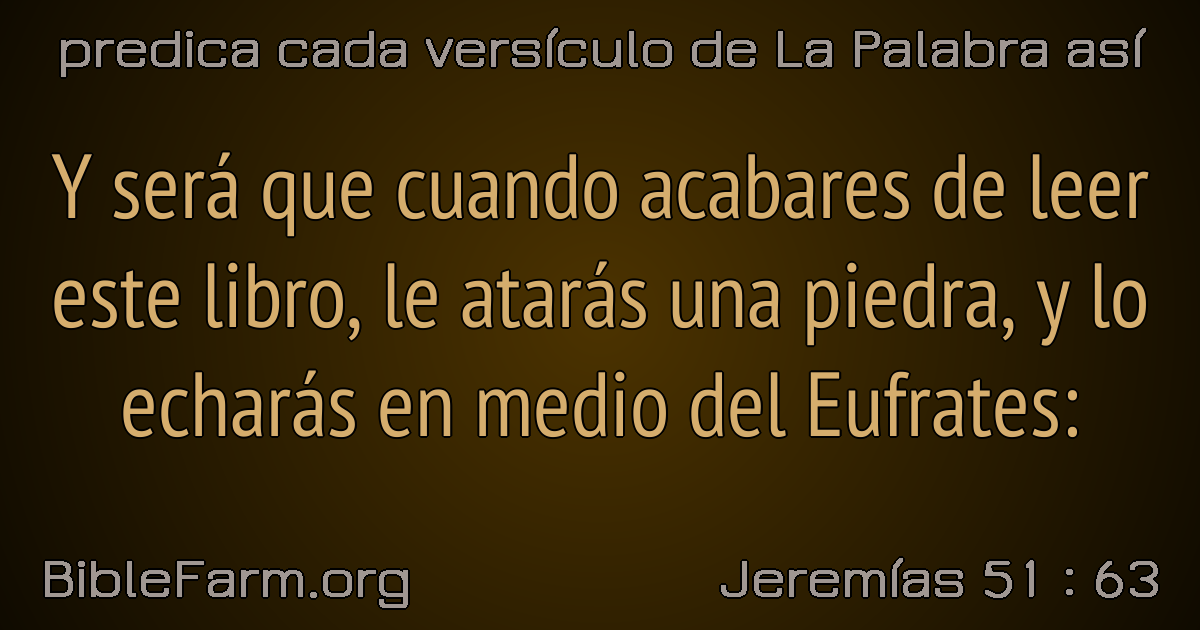 predica cada versículo de La Palabra así
Y será que cuando acabares de leer
este libro, le atarás una piedra, y lo
echarás en medio del Eufrates:
BibleFarm.org
Jeremías 51 : 63